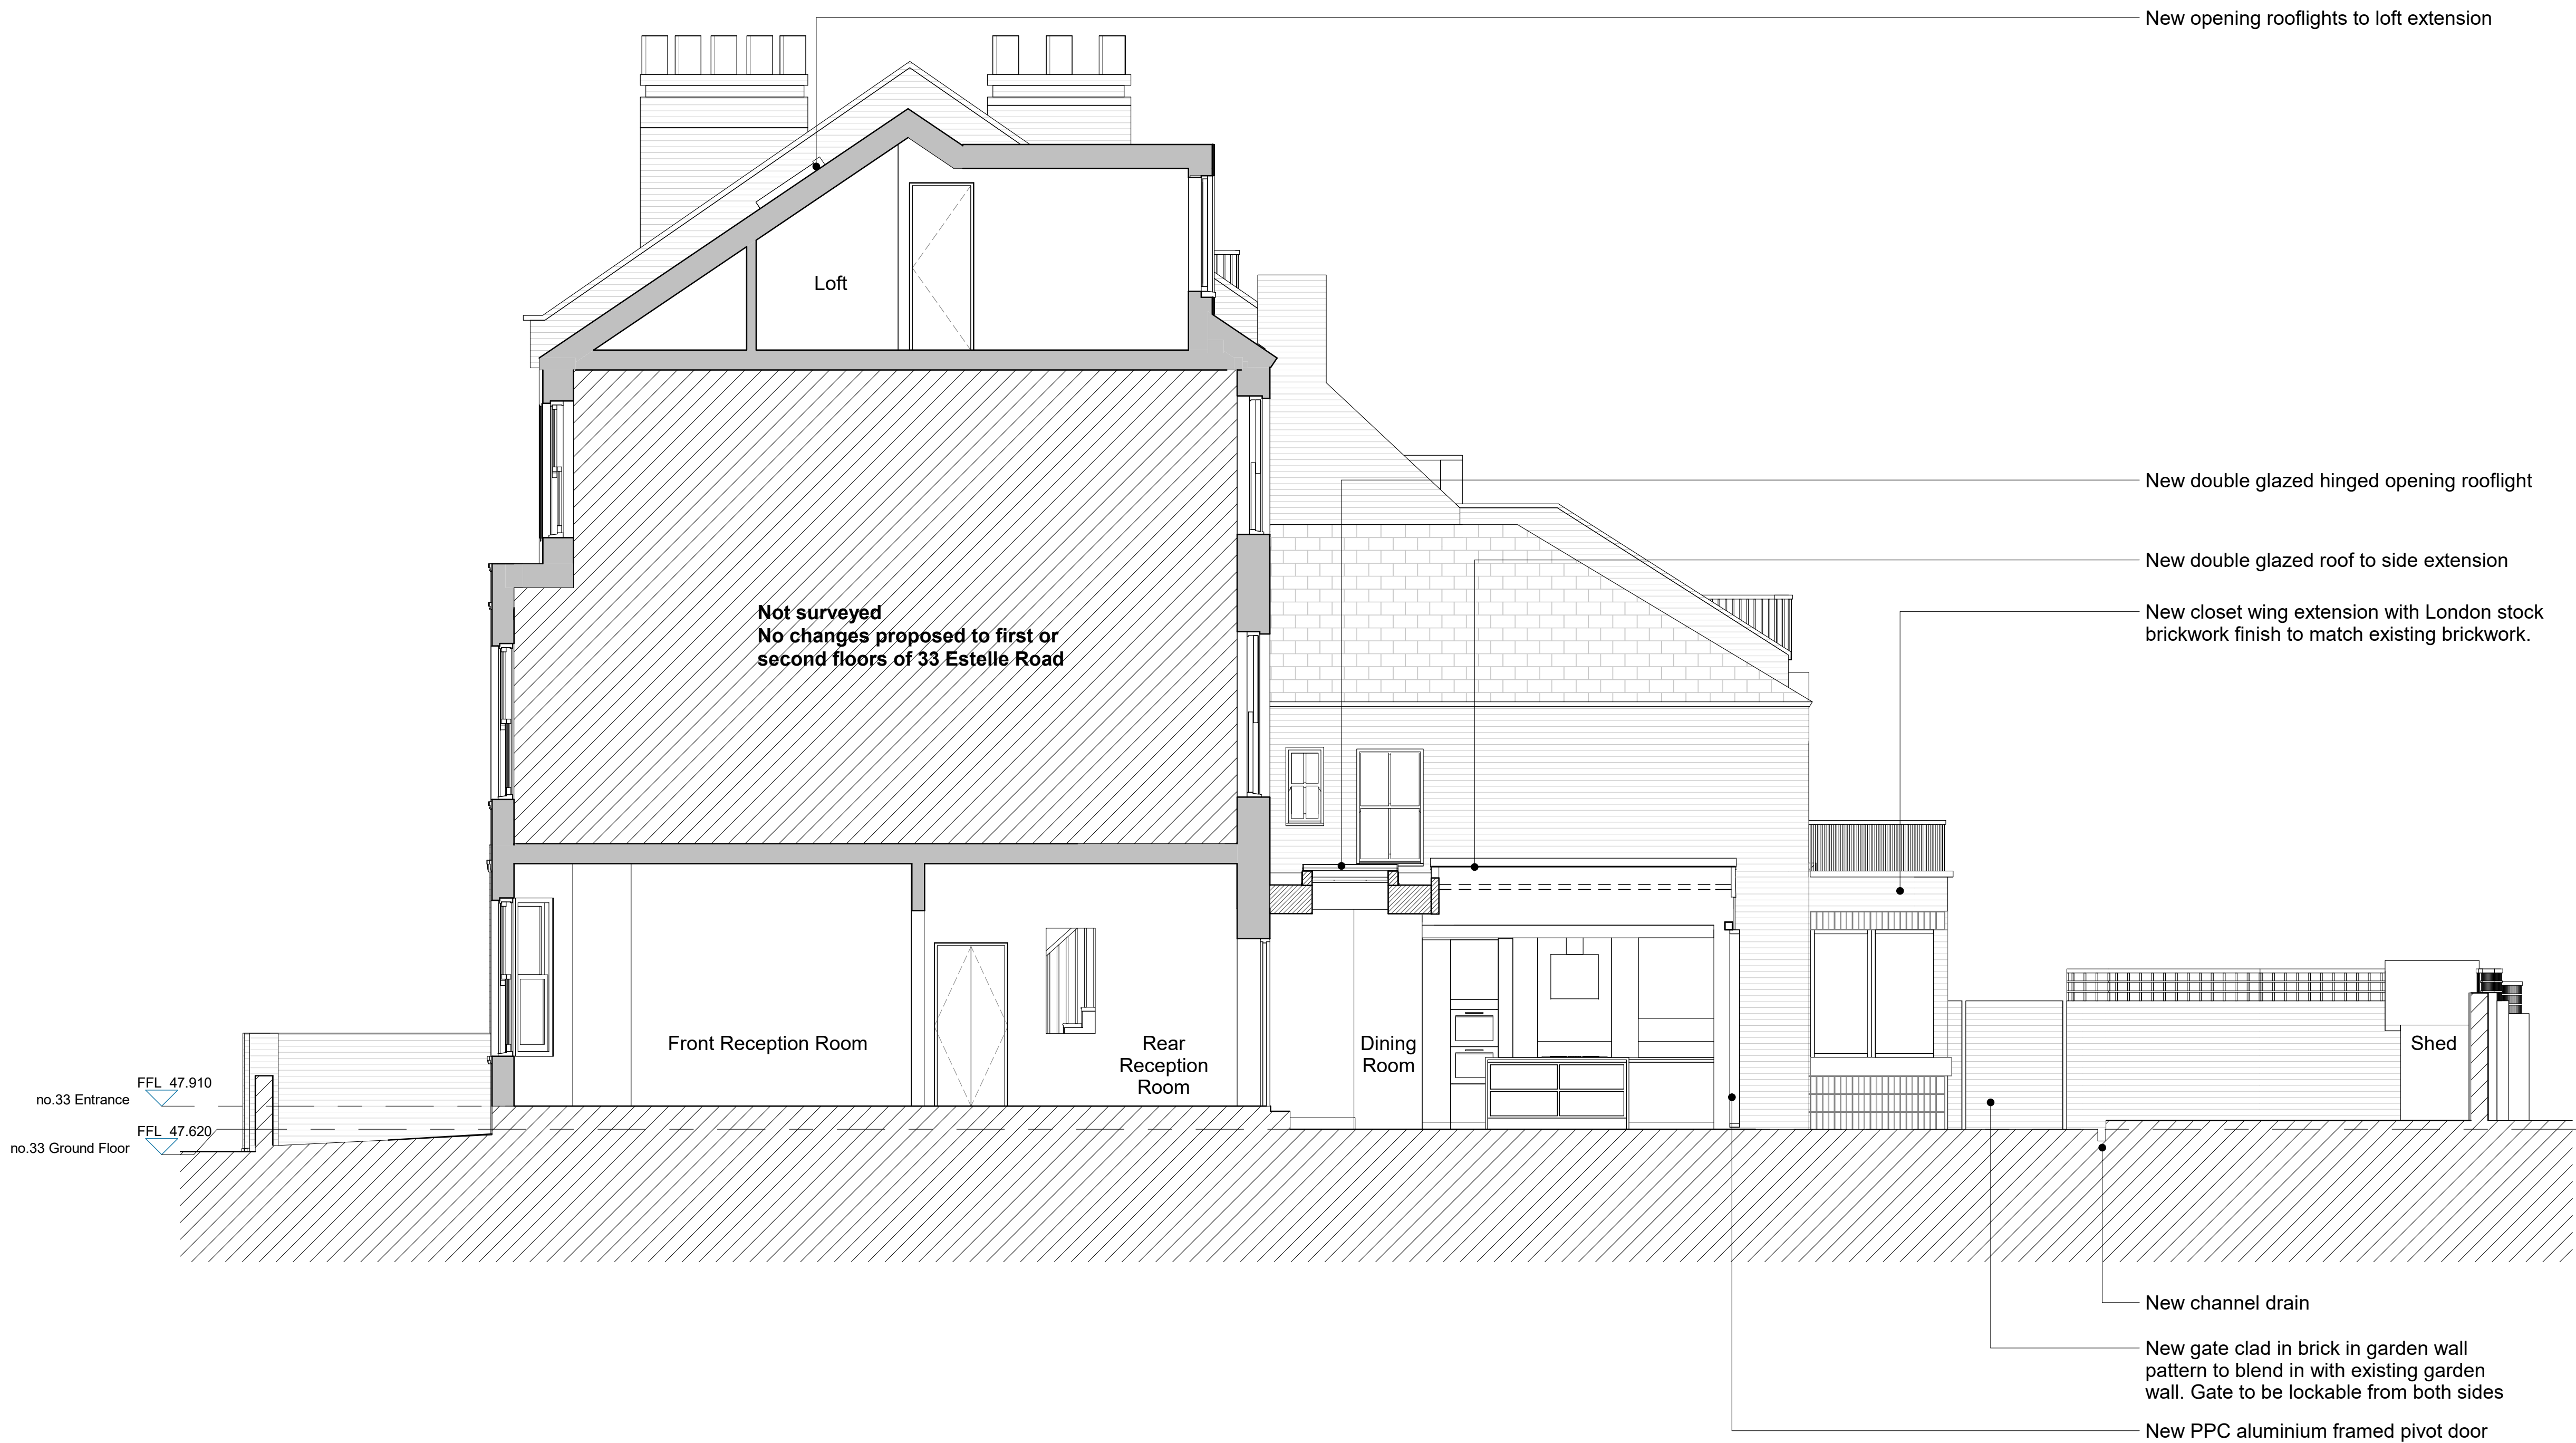 New opening rooflights to loft extension
Loft
New double glazed hinged opening rooflight
New double glazed roof to side extension
New closet wing extension with London stock
brickwork finish to match existing brickwork.
Not surveyed
No changes proposed to first or
second floors of 33 Estelle Road
Front Reception Room
Rear
Reception
Room
Dining
Room
Shed
FFL 47.910
no.33 Entrance
FFL 47.620
no.33 Ground Floor
New channel drain
New gate clad in brick in garden wall
pattern to blend in with existing garden
wall. Gate to be lockable from both sides
New PPC aluminium framed pivot door